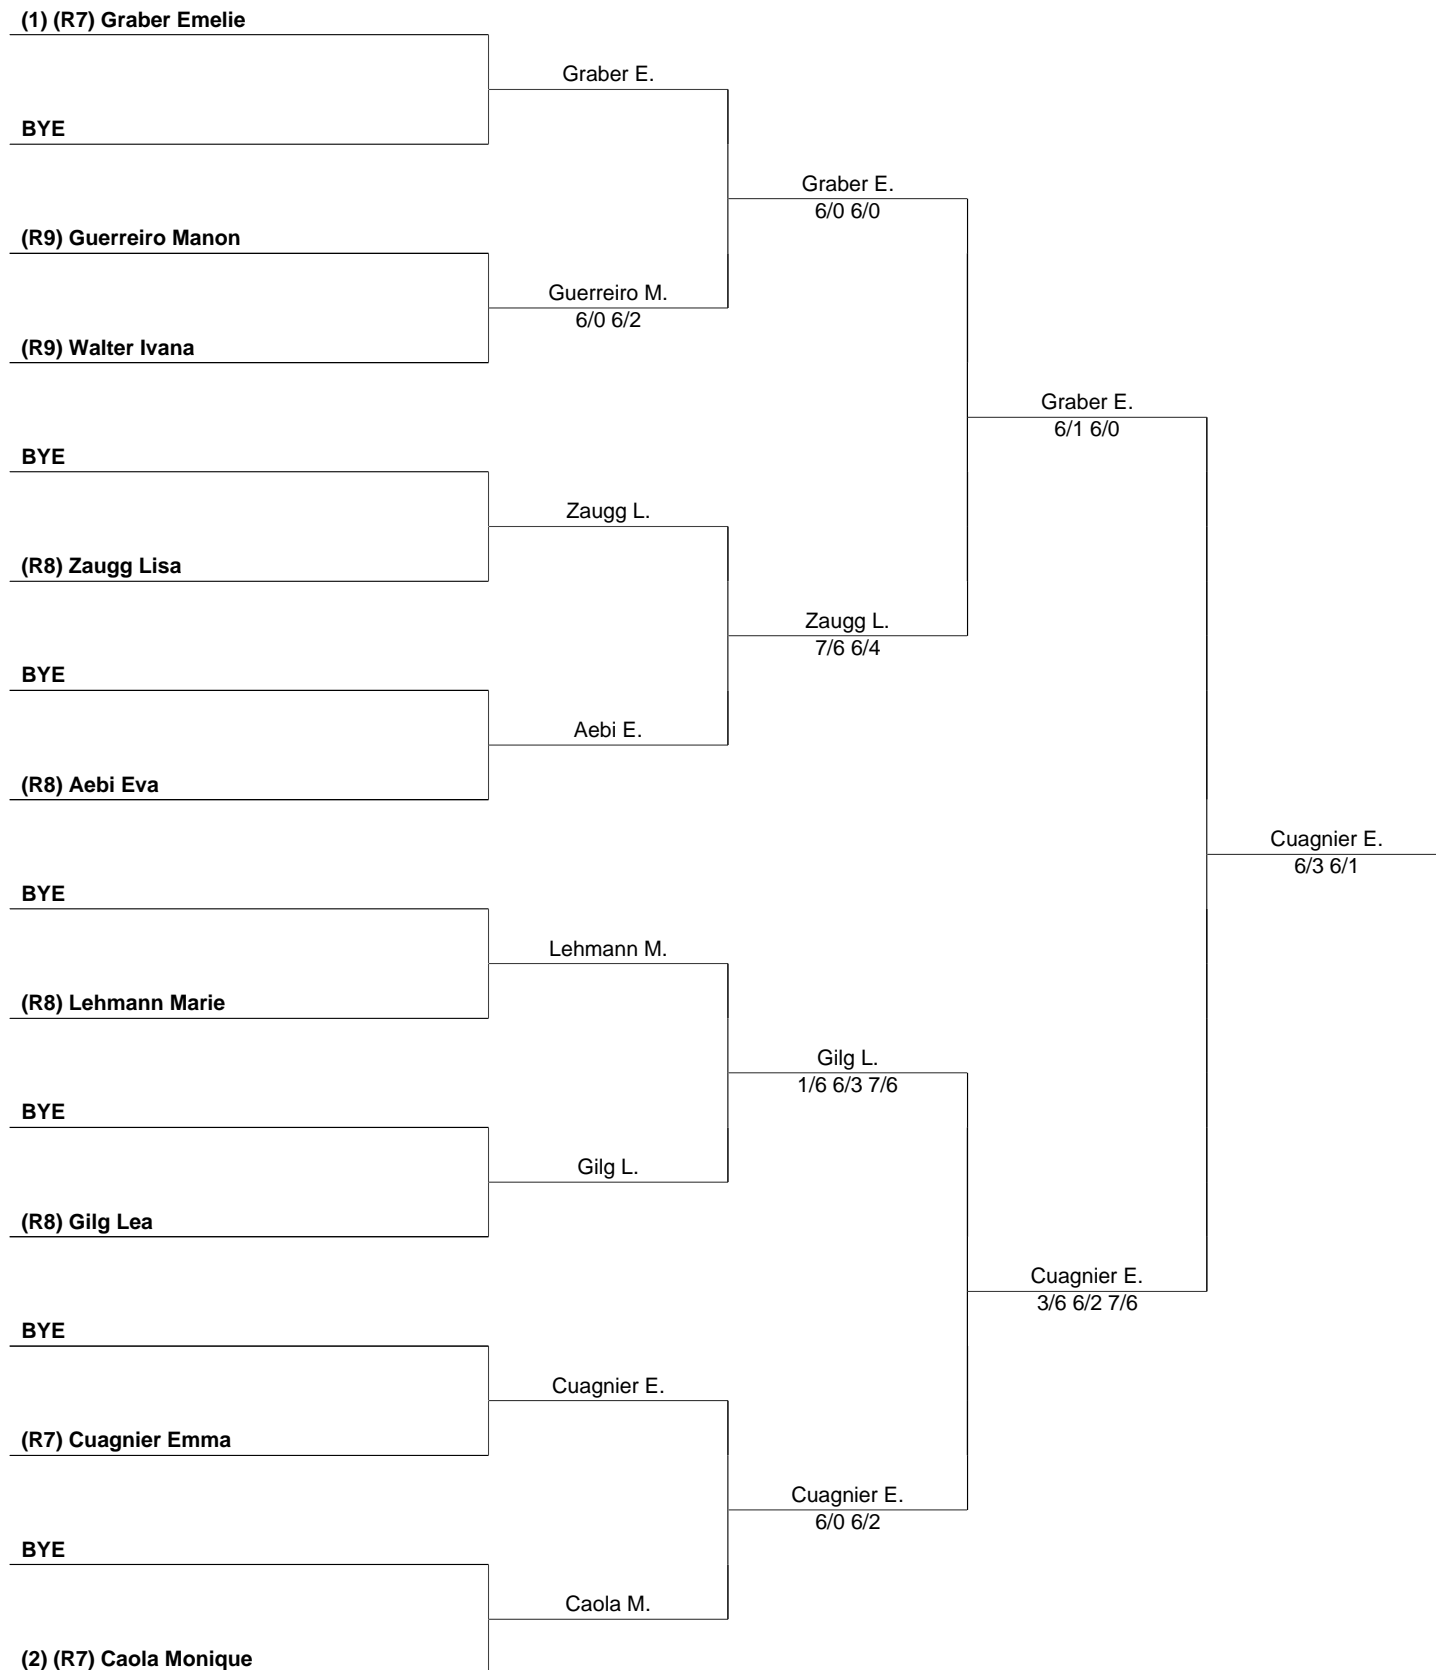 (1) (R7) Graber Emelie
Graber E.
BYE
Graber E.
6/0 6/0
(R9) Guerreiro Manon
Guerreiro M.
6/0 6/2
(R9) Walter Ivana
Graber E.
6/1 6/0
BYE
Zaugg L.
(R8) Zaugg Lisa
Zaugg L.
7/6 6/4
BYE
Aebi E.
(R8) Aebi Eva
Cuagnier E.
6/3 6/1
BYE
Lehmann M.
(R8) Lehmann Marie
Gilg L.
1/6 6/3 7/6
BYE
Gilg L.
(R8) Gilg Lea
Cuagnier E.
3/6 6/2 7/6
BYE
Cuagnier E.
(R7) Cuagnier Emma
Cuagnier E.
6/0 6/2
BYE
Caola M.
(2) (R7) Caola Monique